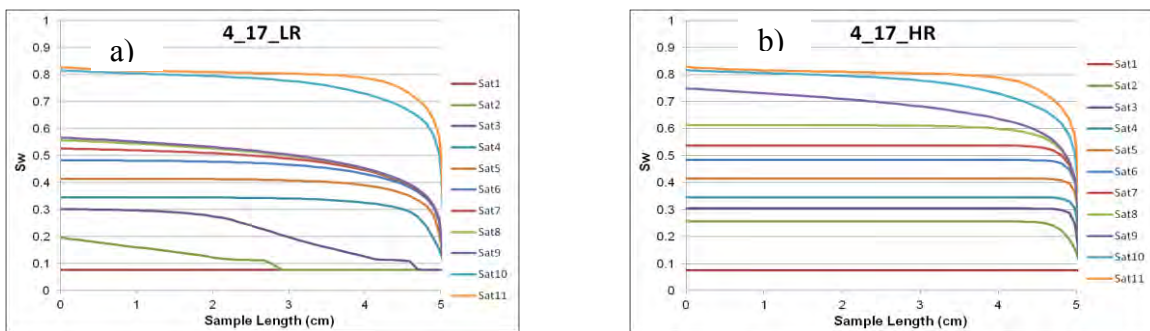 a)
4_17_LR
1
0.9
0.8
0.7
0.6
0.5
0.4
0.3
0.2
0.1
0
Sw
0 1 2 3 4 5
Sample Length (cm)
Sat1
Sat2
Sat3
Sat4
Sat5
Sat6
Sat7
Sat8
Sat9
Sat10
Sat11
b)
4_17_HR
1
0.9
0.8
0.7
0.6
0.5
0.4
0.3
0.2
0.1
0
Sw
0 1 2 3 4 5
Sample Length (cm)
Sat1
Sat2
Sat3
Sat4
Sat5
Sat6
Sat7
Sat8
Sat9
Sat10
Sat11